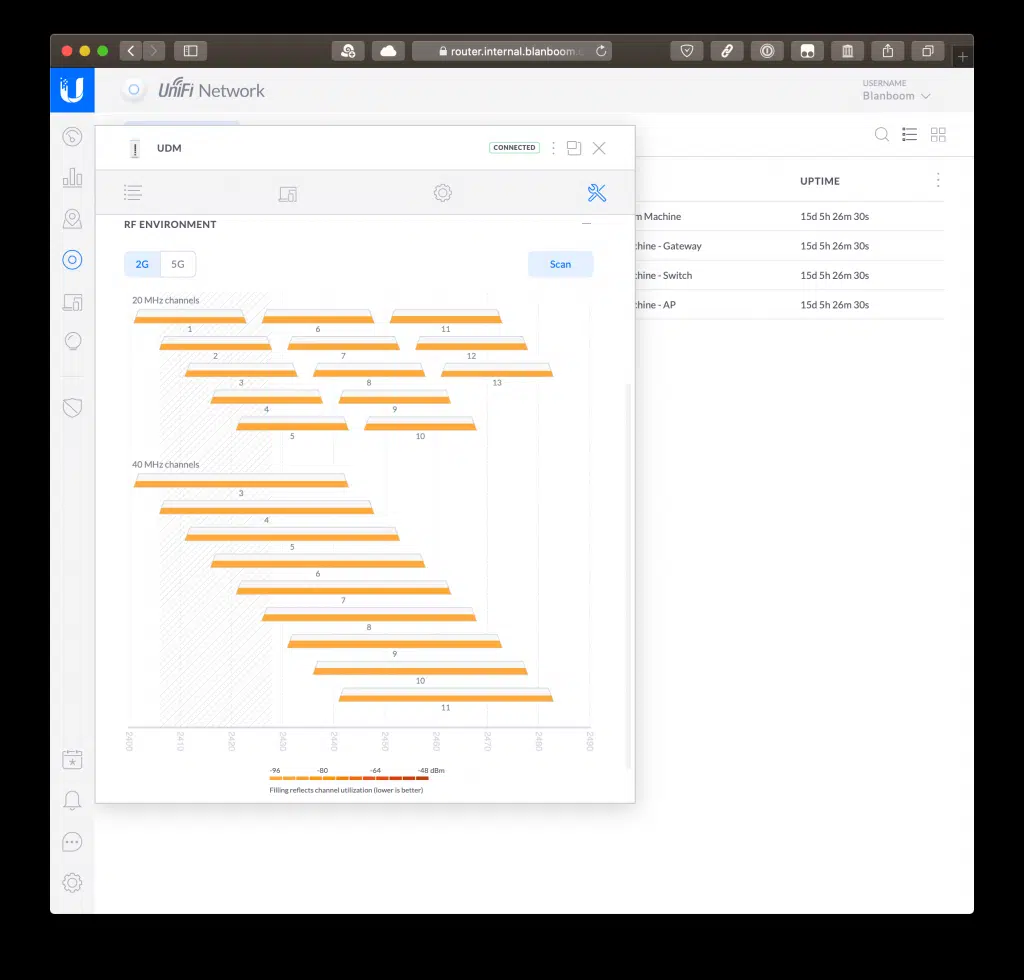 router.internal.blanboom.
UniFi Network
USERNAME
Blanboom
UDM
CONNECTED
UPTIME
RF ENVIRONMENT
Machine
15d 5h 26m 30s
- Gateway
15d 5h 26m 30s
2G
5G
Scan
- Switch
15d 5h 26m 30s
- AP
15d 5h 26m 30s
20 MHz channels
1
6
11
2
7
12
3
8
13
4
9
5
10
40 MHz channels
3
4
5
6
7
8
9
10
11
2400
2410
2420
2430
2440
2450
2460
2470
2480
2490
-96
-80
-64
-48 dBm
Filling reflects channel utilization (lower is better)